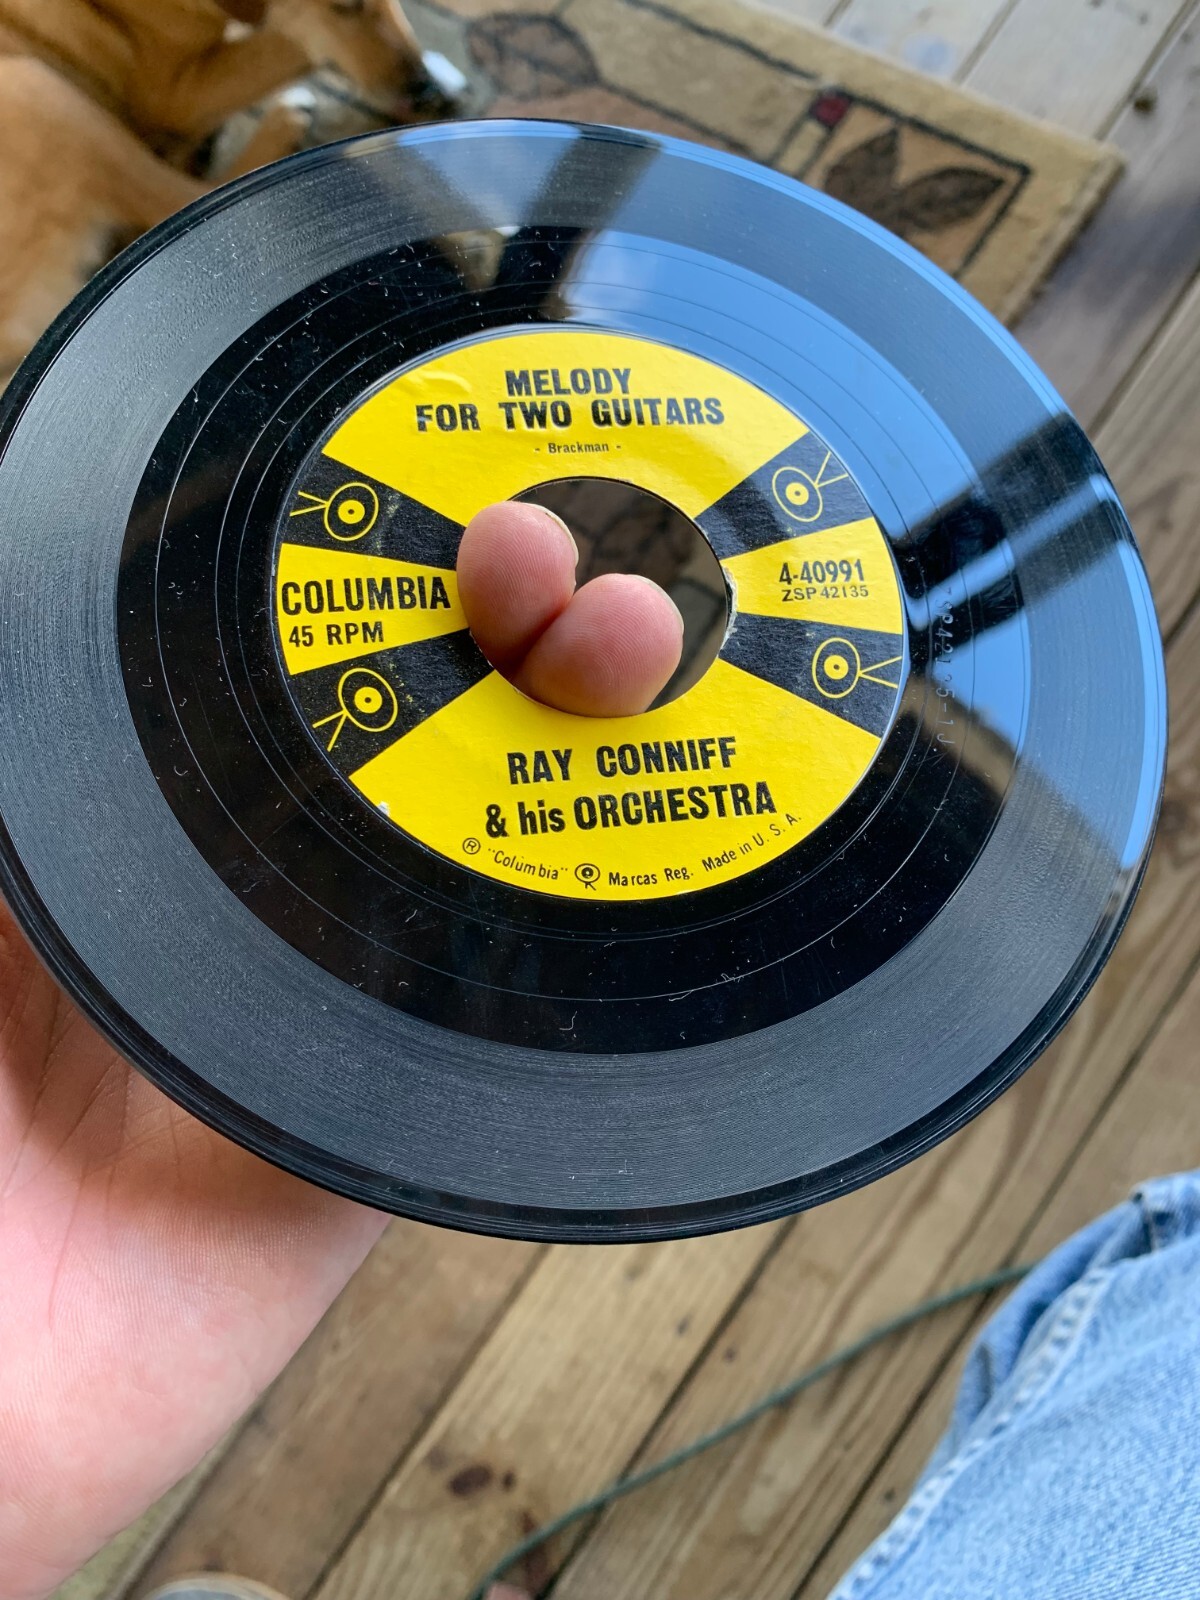 MELODY
FOR TWO GUITARS
- Brackman -
COLUMBIA
45 RPM
4-40991
ZSP 42135
RAY CONNIFF
& his ORCHESTRA
Ⓡ "Columbia" Marcas Reg. Made in U. S. A.